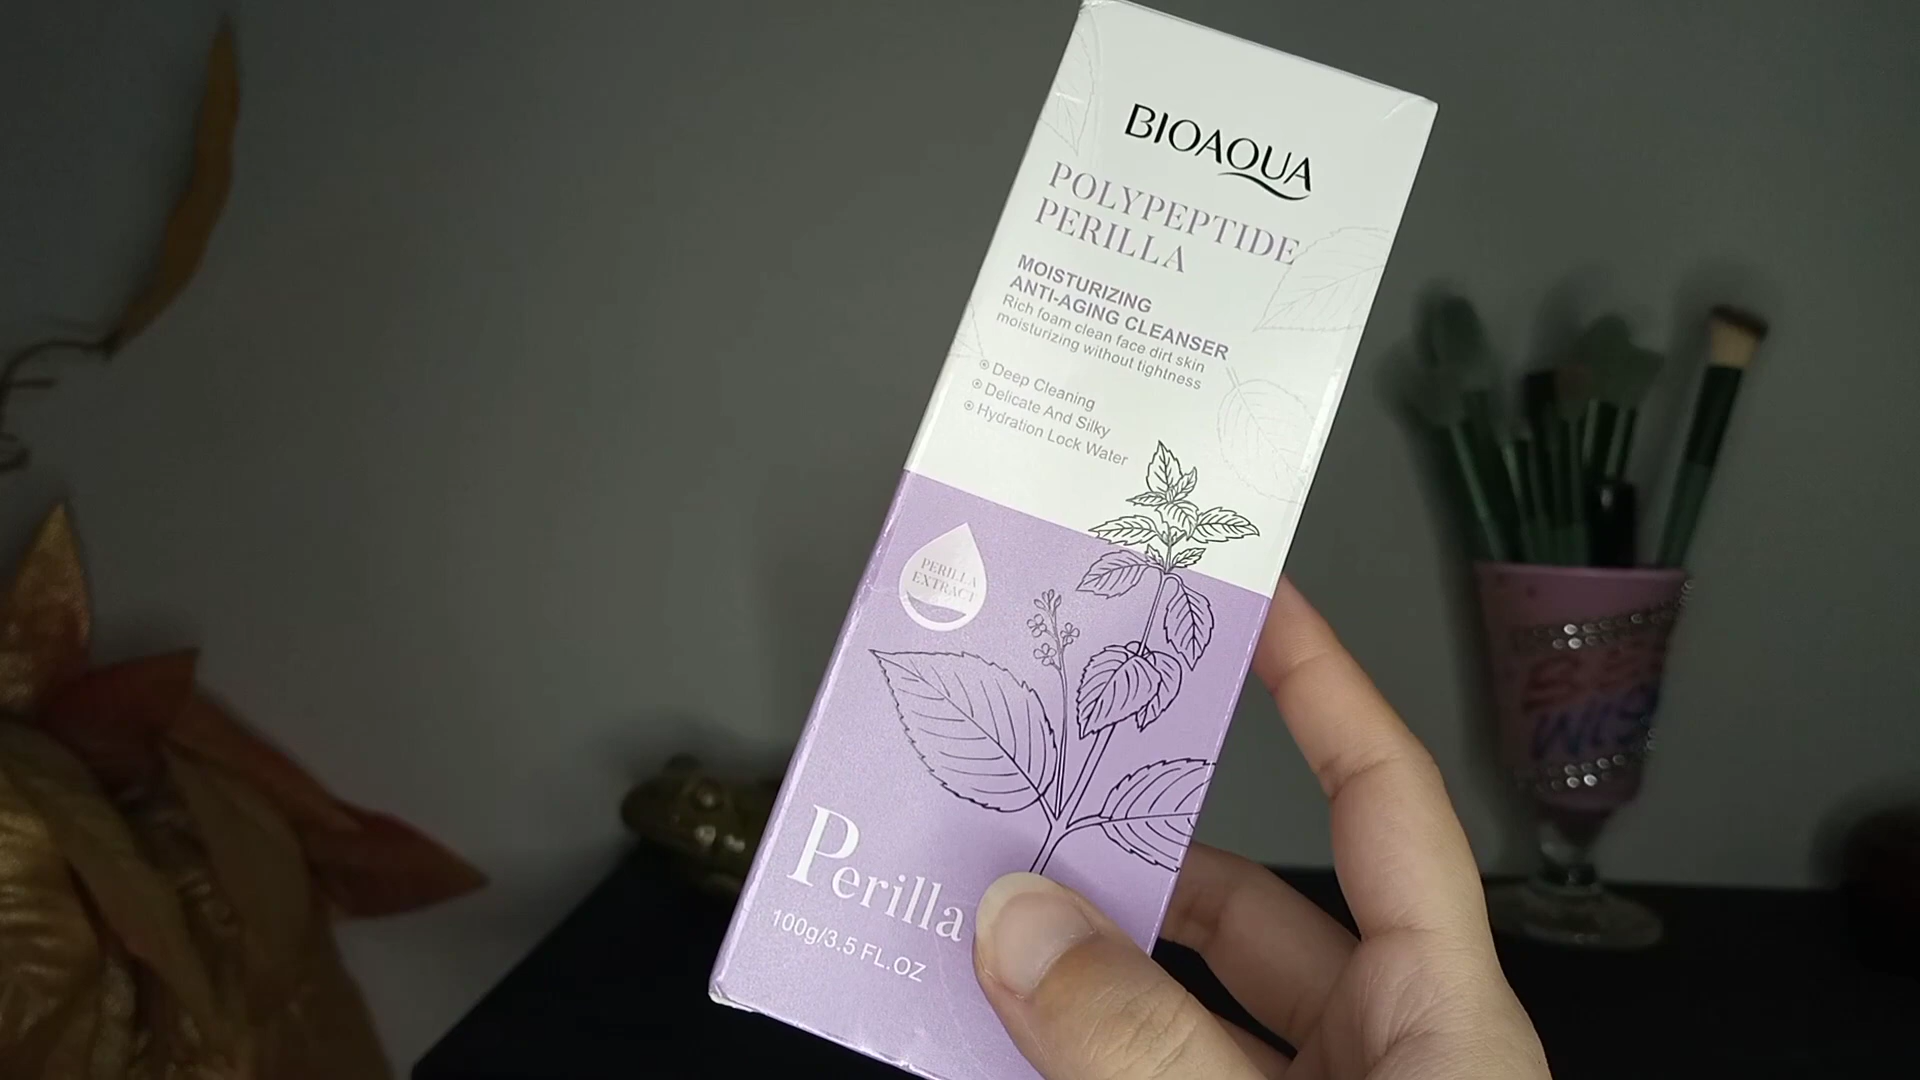 BIOAQUA
POLYPEPTIDE
PERILLA
MOISTURIZING
ANTI-AGING CLEANSER
Rich foam clean face dirt skin
moisturizing without tightness
Deep Cleaning
Delicate And Silky
Hydration Lock Water
PERILLA
EXTRACT
Perilla
100g/3.5 FL.OZ